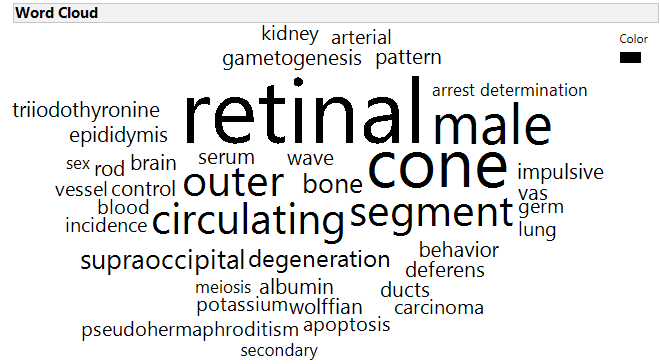 Word Cloud
kidney
arterial
Color
gametogenesis
pattern
retinal
arrest
determination
triiodothyronine
male
epididymis
sex
rod
brain
serum
wave
cone
impulsive
vessel
control
outer
bone
vas
blood
circulating
segment
germ
incidence
lung
supraoccipital
degeneration
behavior
deferens
meiosis
albumin
ducts
potassium
wolffian
carcinoma
pseudohermaphroditism
apoptosis
secondary